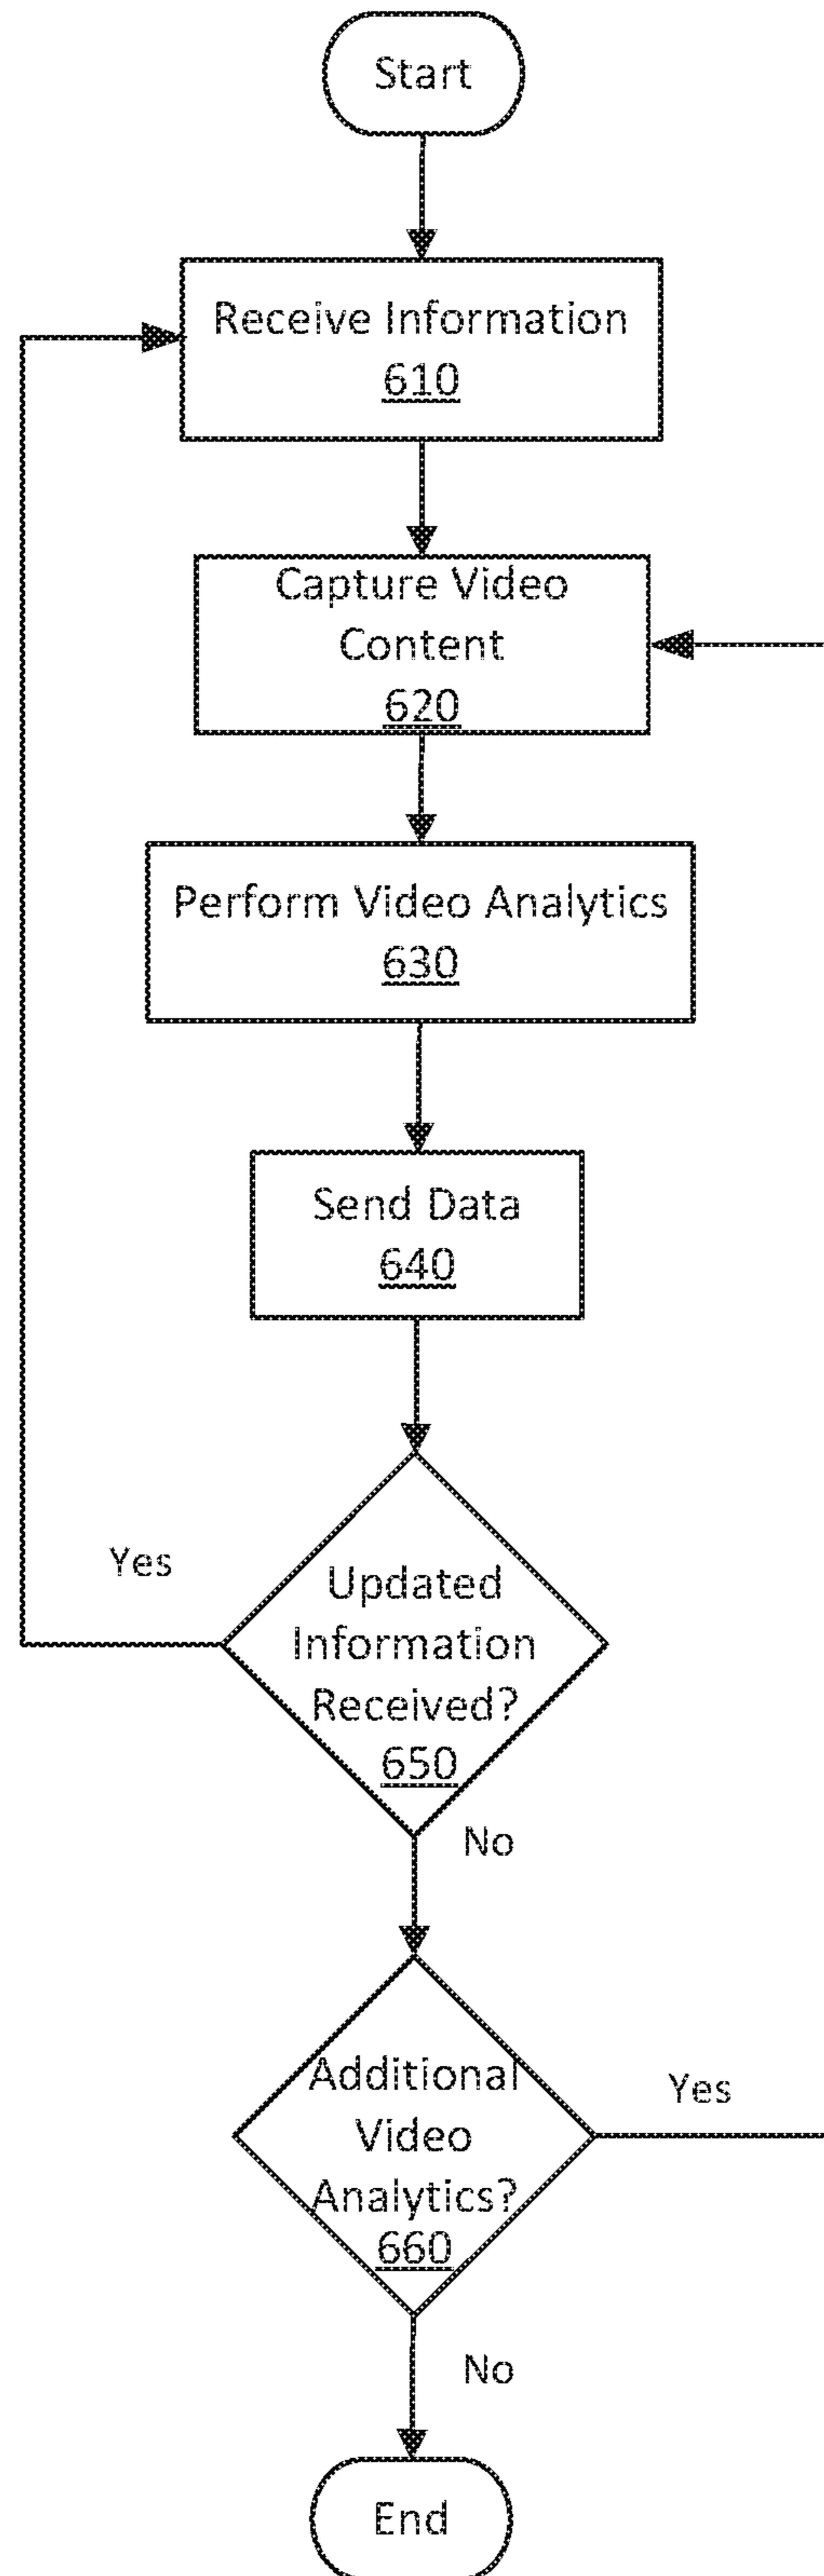 Start
Receive Information
610
Capture Video
Content
620
Perform Video Analytics
630
Send Data
640
Yes
Updated
Information
Received?
650
No
Additional
Video
Analytics?
660
Yes
No
End